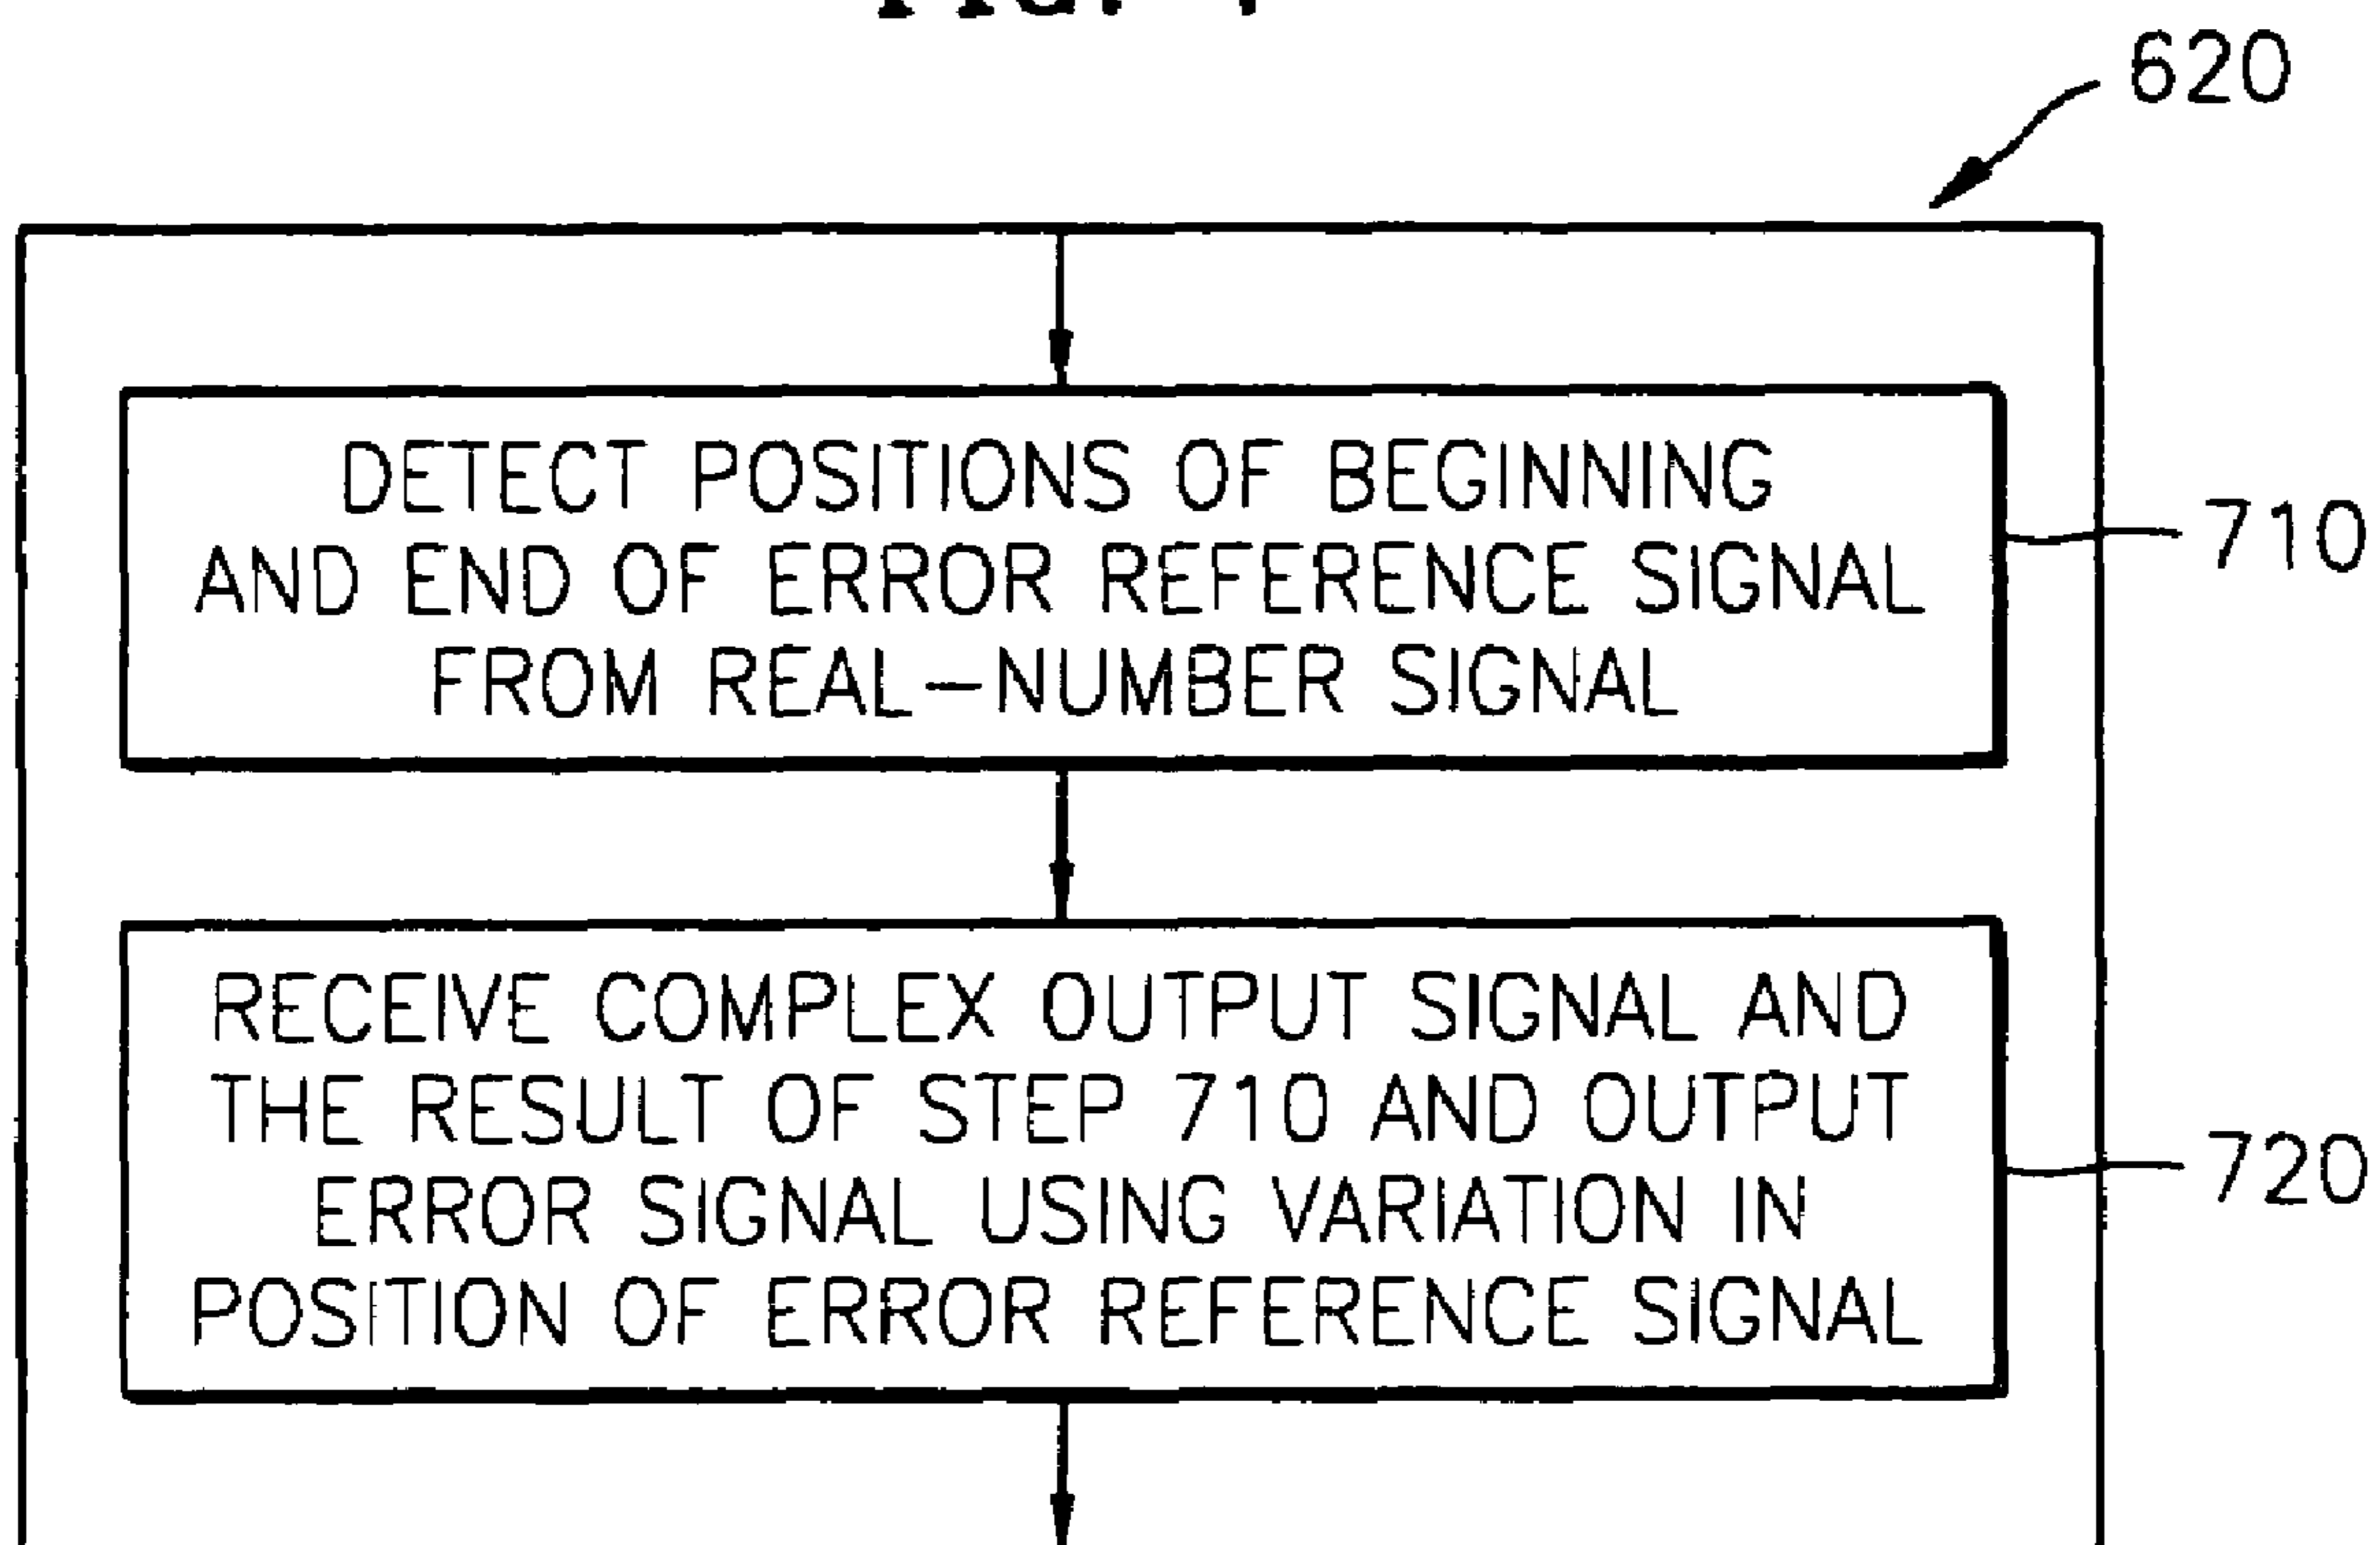 620
DETECT POSITIONS OF BEGINNING
AND END OF ERROR REFERENCE SIGNAL
FROM REAL-NUMBER SIGNAL
710
RECEIVE COMPLEX OUTPUT SIGNAL AND
THE RESULT OF STEP 710 AND OUTPUT
ERROR SIGNAL USING VARIATION IN
POSITION OF ERROR REFERENCE SIGNAL
720